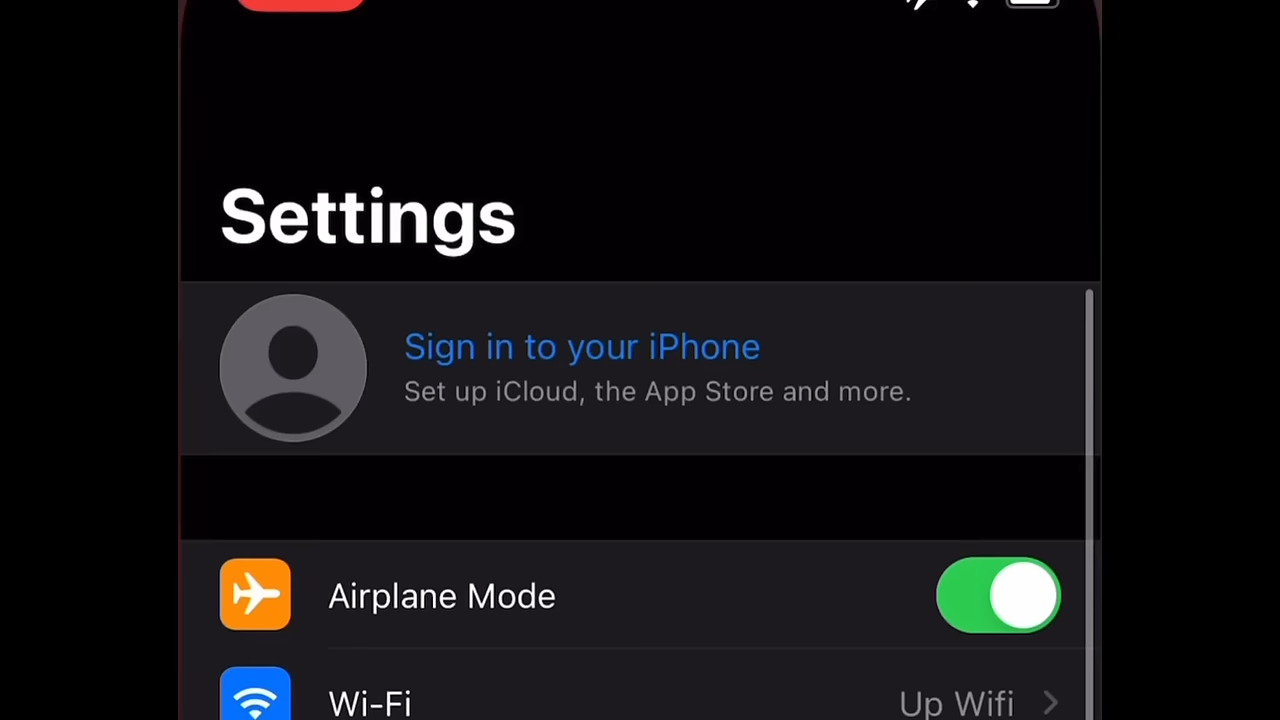 Settings
Sign in to your iPhone
Set up iCloud, the App Store and more.
Airplane Mode
Wi-Fi
Up Wifi